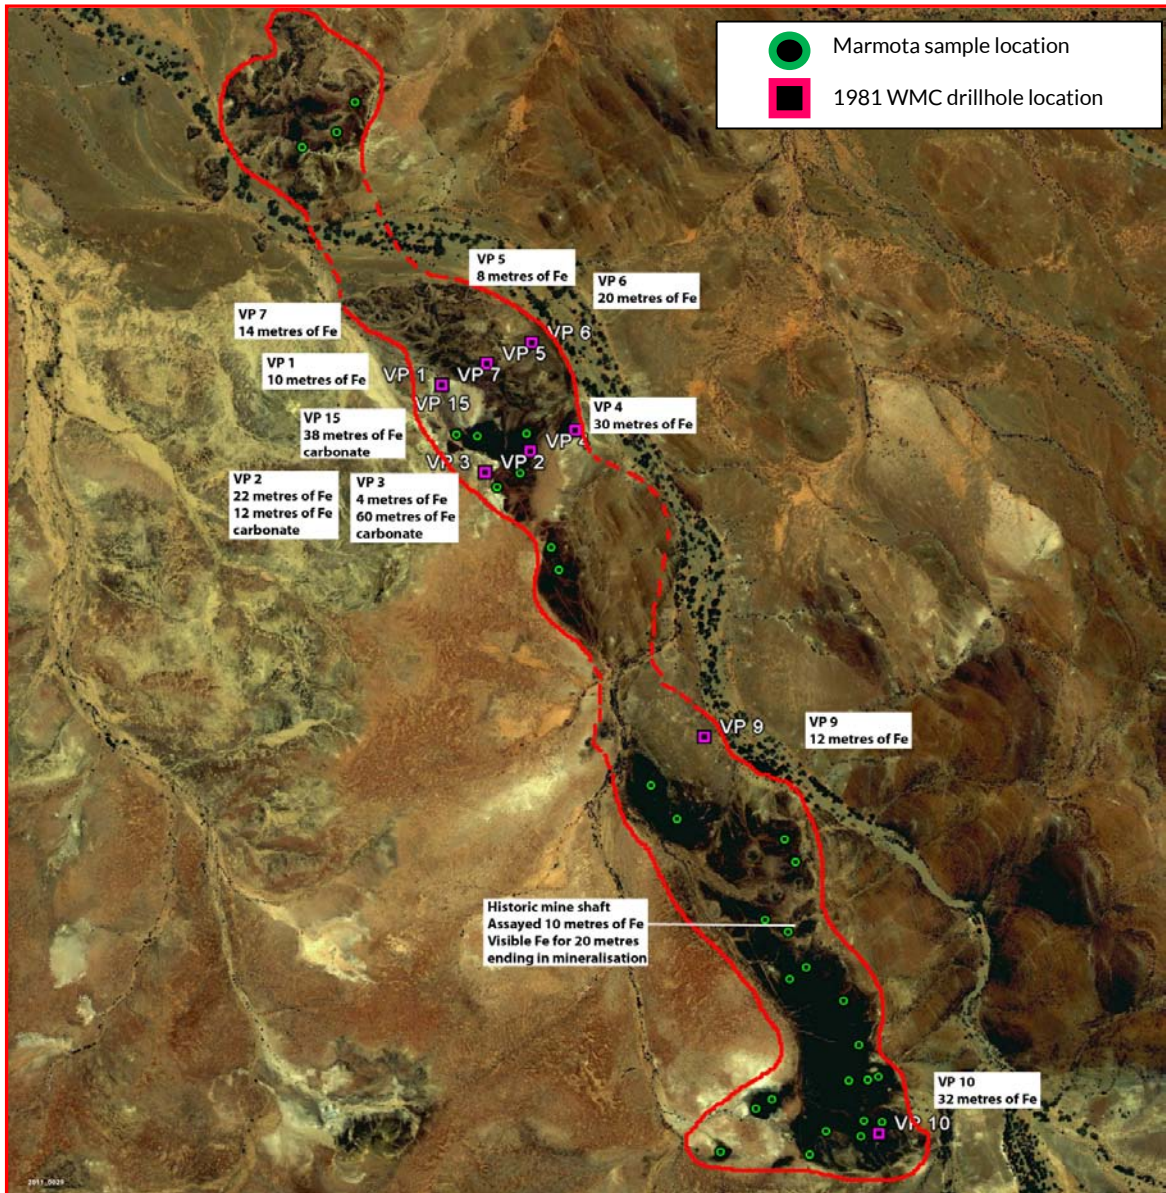 Marmota sample location
1981 WMC drillhole location
VP 5
8 metres of Fe
VP 6
20 metres of Fe
VP 7
14 metres of Fe
VP 6
VP 5
VP 1
10 metres of Fe
VP 1
VP 7
VP 15
VP 15
38 metres of Fe
carbonate
VP 4
30 metres of Fe
VP 4
VP 3
VP 2
VP 2
22 metres of Fe
12 metres of Fe
carbonate
VP 3
4 metres of Fe
60 metres of Fe
carbonate
VP 9
VP 9
12 metres of Fe
Historic mine shaft
Assayed 10 metres of Fe
Visible Fe for 20 metres
ending in mineralisation
VP 10
32 metres of Fe
VP 10
2011_0029